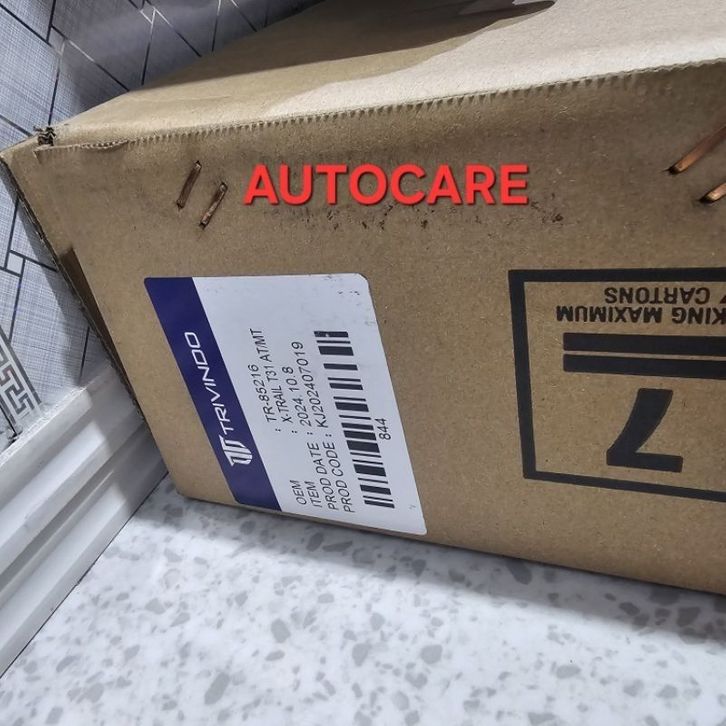 AUTOCARE
TRIVINDO
OEM : TR-85216
ITEM : X-TRAIL T31 AT/MT
PROD DATE : 2024.10.8
PROD CODE : KJ202407019
844
KING MAXIMUM
CARTONS
7